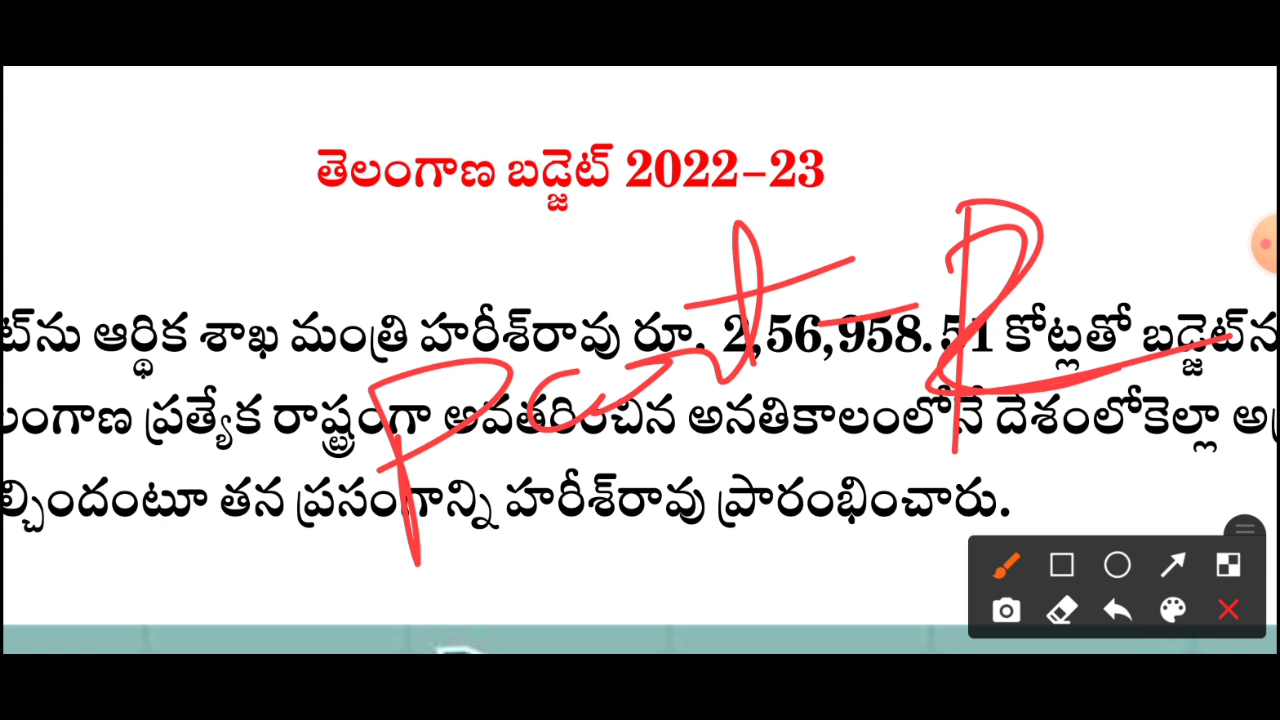 తెలంగాణ బడ్జెట్ 2022-23
ట్‌ను ఆర్థిక శాఖ మంత్రి హరీశ్‌రావు రూ. 2,56,958.51 కోట్లతో బడ్జెట్‌న
లంగాణ ప్రత్యేక రాష్ట్రంగా అవతరించిన అనతికాలంలోనే దేశంలోకెల్లా అ
ల్చిందంటూ తన ప్రసంగాన్ని హరీశ్‌రావు ప్రారంభించారు.
Part-